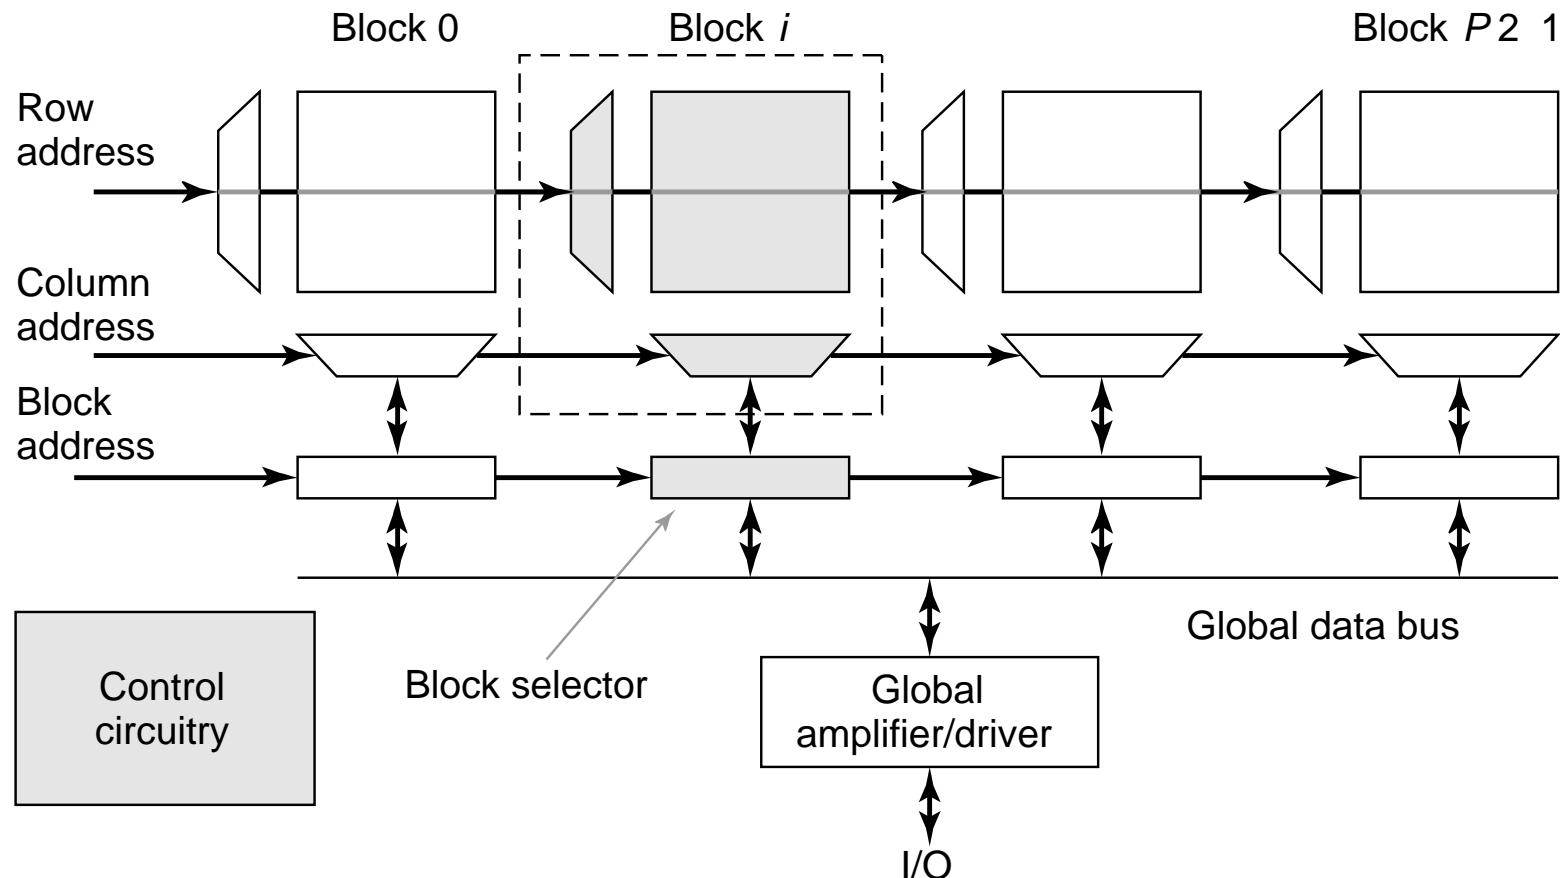 Block 0
Block i
Block P 2 1
Row
address
Column
address
Block
address
Global data bus
Control
circuitry
Block selector
Global
amplifier/driver
I/O